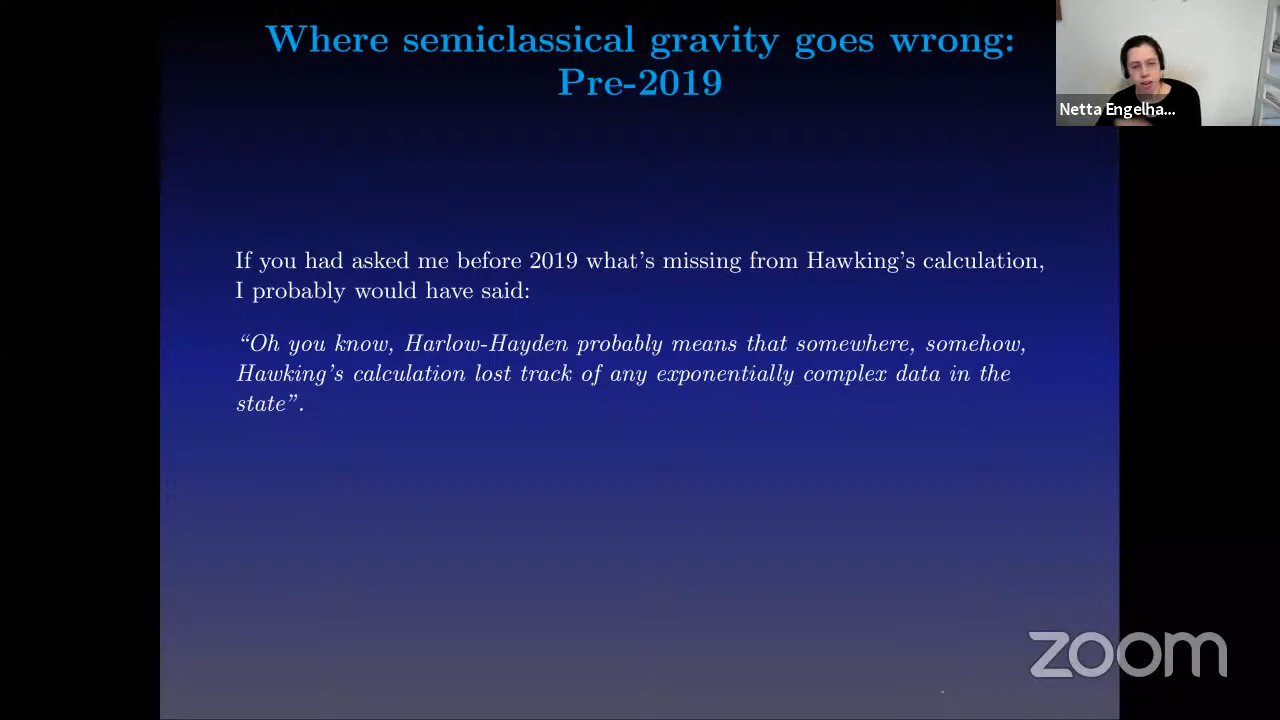 Where semiclassical gravity goes wrong:
Pre-2019
Netta Engelha...
If you had asked me before 2019 what's missing from Hawking's calculation,
I probably would have said:
“Oh you know, Harlow-Hayden probably means that somewhere, somehow,
Hawking's calculation lost track of any exponentially complex data in the
state”.
zoom